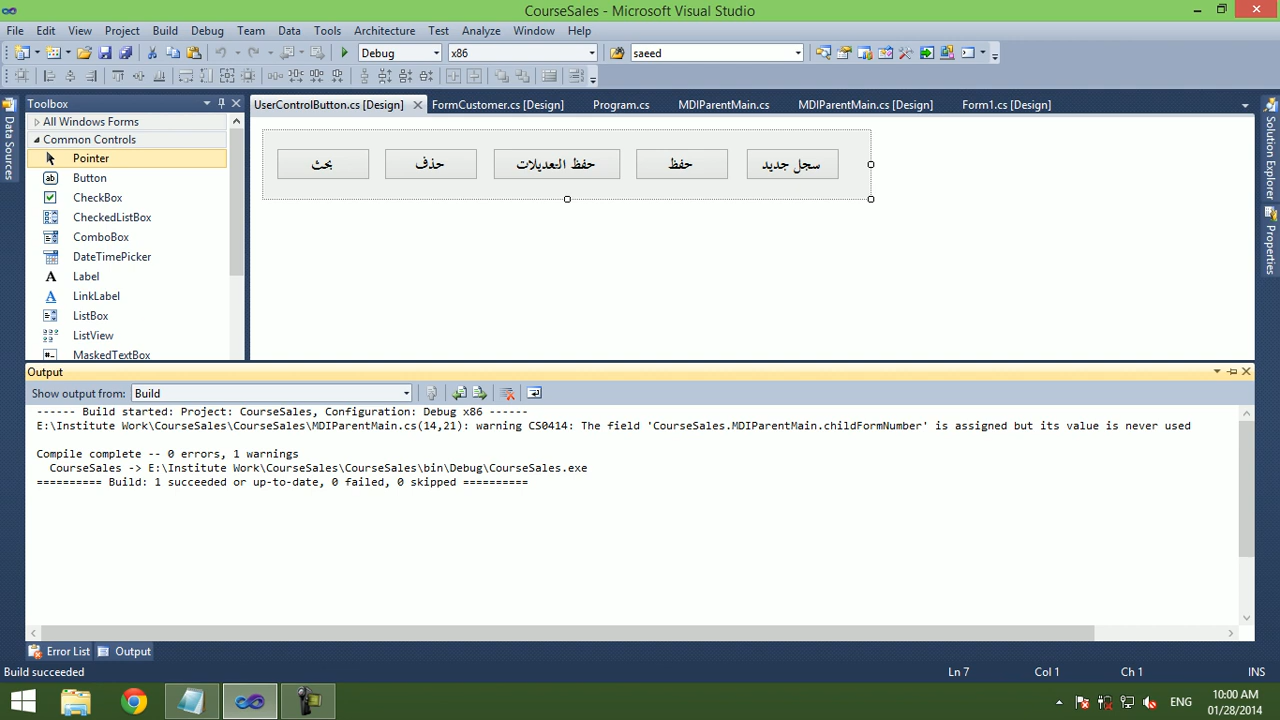 CourseSales - Microsoft Visual Studio
File Edit View Project Build Debug Team Data Tools Architecture Test Analyze Window Help
Debug x86 saeed
Toolbox
UserControlButton.cs [Design] FormCustomer.cs [Design] Program.cs MDIParentMain.cs MDIParentMain.cs [Design] Form1.cs [Design]
Data Sources
Solution Explorer
Properties
All Windows Forms
Common Controls
Pointer
Button
CheckBox
CheckedListBox
ComboBox
DateTimePicker
Label
LinkLabel
ListBox
ListView
MaskedTextBox
سجل جديد حفظ حفظ التعديلات حذف بحث
Output
Show output from: Build
------ Build started: Project: CourseSales, Configuration: Debug x86 ------
E:\Institute Work\CourseSales\CourseSales\MDIParentMain.cs(14,21): warning CS0414: The field 'CourseSales.MDIParentMain.childFormNumber' is assigned but its value is never used
Compile complete -- 0 errors, 1 warnings
CourseSales -> E:\Institute Work\CourseSales\CourseSales\bin\Debug\CourseSales.exe
========== Build: 1 succeeded or up-to-date, 0 failed, 0 skipped ==========
Error List Output
Build succeeded Ln 7 Col 1 Ch 1 INS
ENG 10:00 AM
01/28/2014